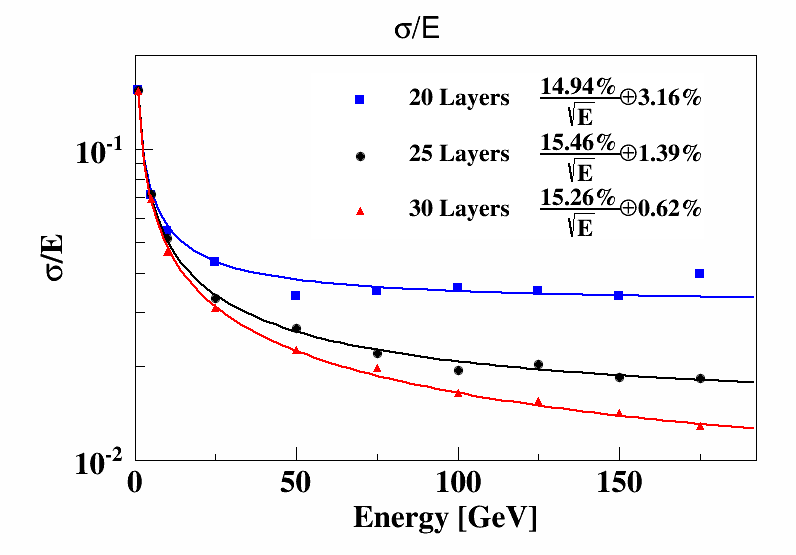 σ/E
20 Layers 14.94%/√E ⊕3.16%
25 Layers 15.46%/√E ⊕1.39%
30 Layers 15.26%/√E ⊕0.62%
σ/E
10-1
10-2
0 50 100 150
Energy [GeV]